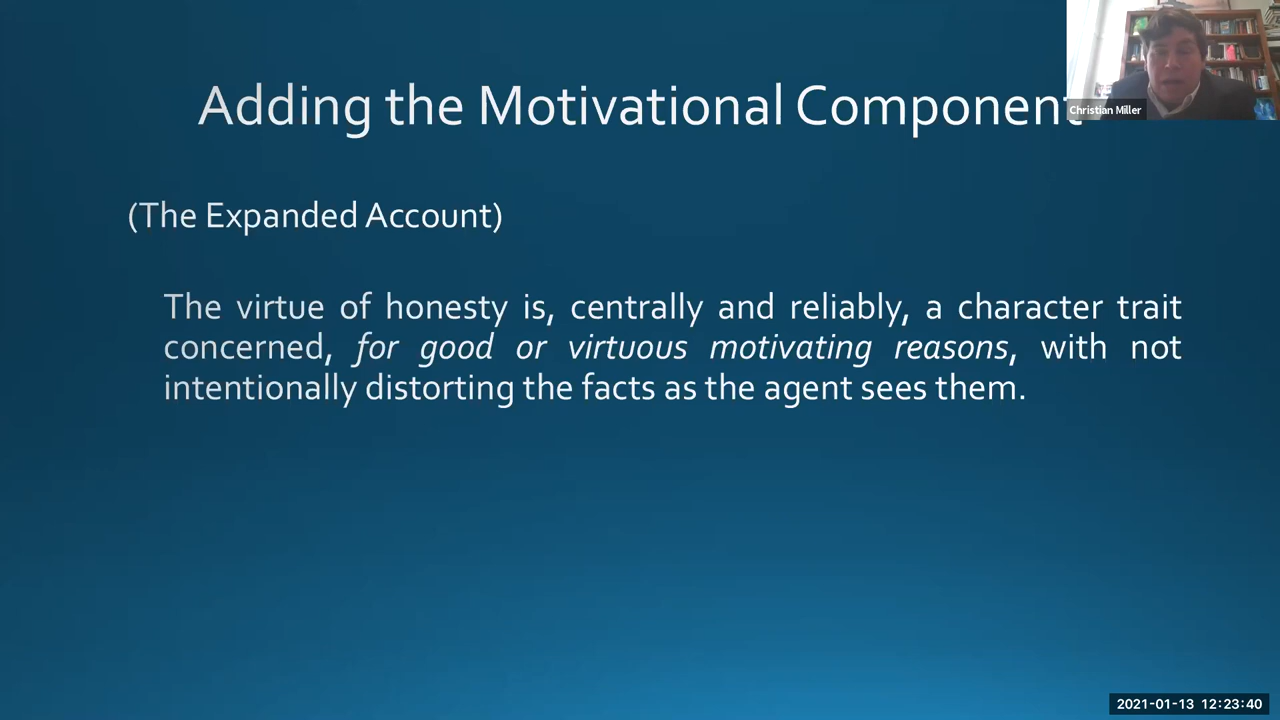 Adding the Motivational Component
Christian Miller
(The Expanded Account)
The virtue of honesty is, centrally and reliably, a character trait
concerned, for good or virtuous motivating reasons, with not
intentionally distorting the facts as the agent sees them.
2021-01-13 12:23:40